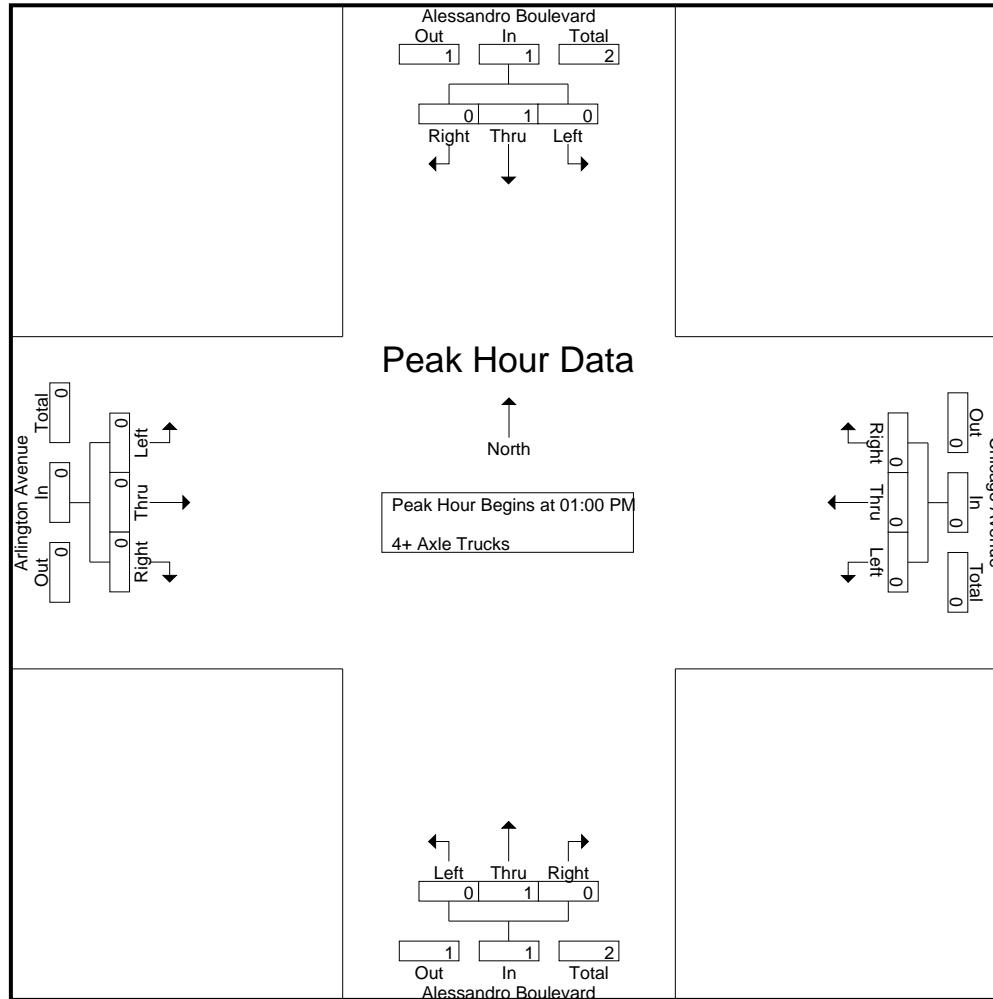 Alessandro Boulevard
Out In Total
1 1 2
0 1 0
Right Thru Left
Peak Hour Data
North
Peak Hour Begins at 01:00 PM
4+ Axle Trucks
Arlington Avenue
Total In Out
0 0 0
0 0 0
Left Thru Right
Right Thru Left
0 0 0
0 0 0
Out In Total
Left Thru Right
0 1 0
1 1 2
Out In Total
Alessandro Boulevard